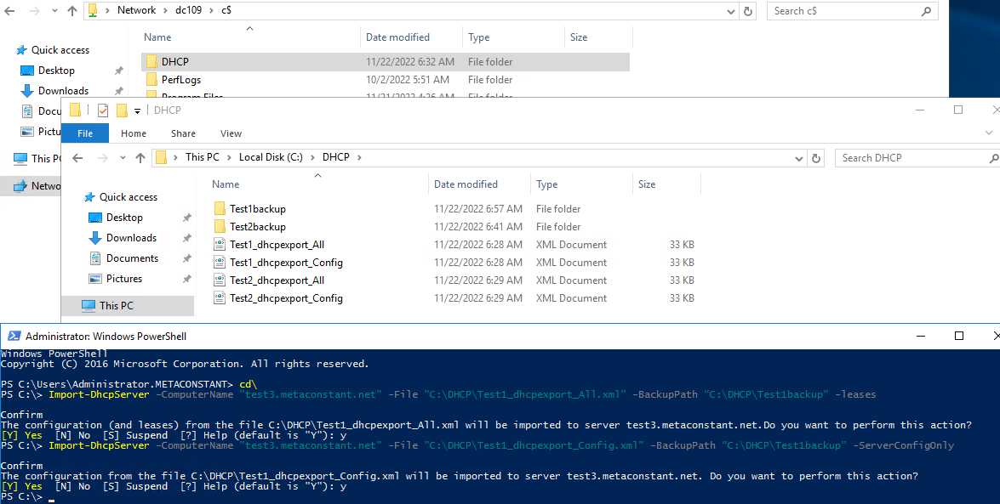 Network > dc109 > c$
Search c$
Name Date modified Type Size
Quick access
Desktop
Downloads
Docu
Pictu
This PC
Netwo
DHCP 11/22/2022 6:32 AM File folder
PerfLogs 10/2/2022 5:51 AM File folder
Program Files 11/21/2022 4:26 AM File folder
DHCP
File Home Share View
This PC > Local Disk (C:) > DHCP >
Search DHCP
Name Date modified Type Size
Quick access
Desktop
Downloads
Documents
Pictures
This PC
Test1backup 11/22/2022 6:57 AM File folder
Test2backup 11/22/2022 6:41 AM File folder
Test1_dhcpexport_All 11/22/2022 6:28 AM XML Document 33 KB
Test1_dhcpexport_Config 11/22/2022 6:28 AM XML Document 33 KB
Test2_dhcpexport_All 11/22/2022 6:29 AM XML Document 33 KB
Test2_dhcpexport_Config 11/22/2022 6:29 AM XML Document 33 KB
Administrator: Windows PowerShell
Windows PowerShell
Copyright (C) 2016 Microsoft Corporation. All rights reserved.
PS C:\Users\Administrator.METACONSTANT> cd\
PS C:\> Import-DhcpServer -ComputerName "test3.metaconstant.net" -File "C:\DHCP\Test1_dhcpexport_All.xml" -BackupPath "C:\DHCP\Test1backup" -leases
Confirm
The configuration (and leases) from the file C:\DHCP\Test1_dhcpexport_All.xml will be imported to server test3.metaconstant.net.Do you want to perform this action?
[Y] Yes [N] No [S] Suspend [?] Help (default is "Y"): y
PS C:\> Import-DhcpServer -ComputerName "test3.metaconstant.net" -File "C:\DHCP\Test1_dhcpexport_Config.xml" -BackupPath "C:\DHCP\Test1backup" -ServerConfigOnly
Confirm
The configuration from the file C:\DHCP\Test1_dhcpexport_Config.xml will be imported to server test3.metaconstant.net. Do you want to perform this action?
[Y] Yes [N] No [S] Suspend [?] Help (default is "Y"): y
PS C:\>